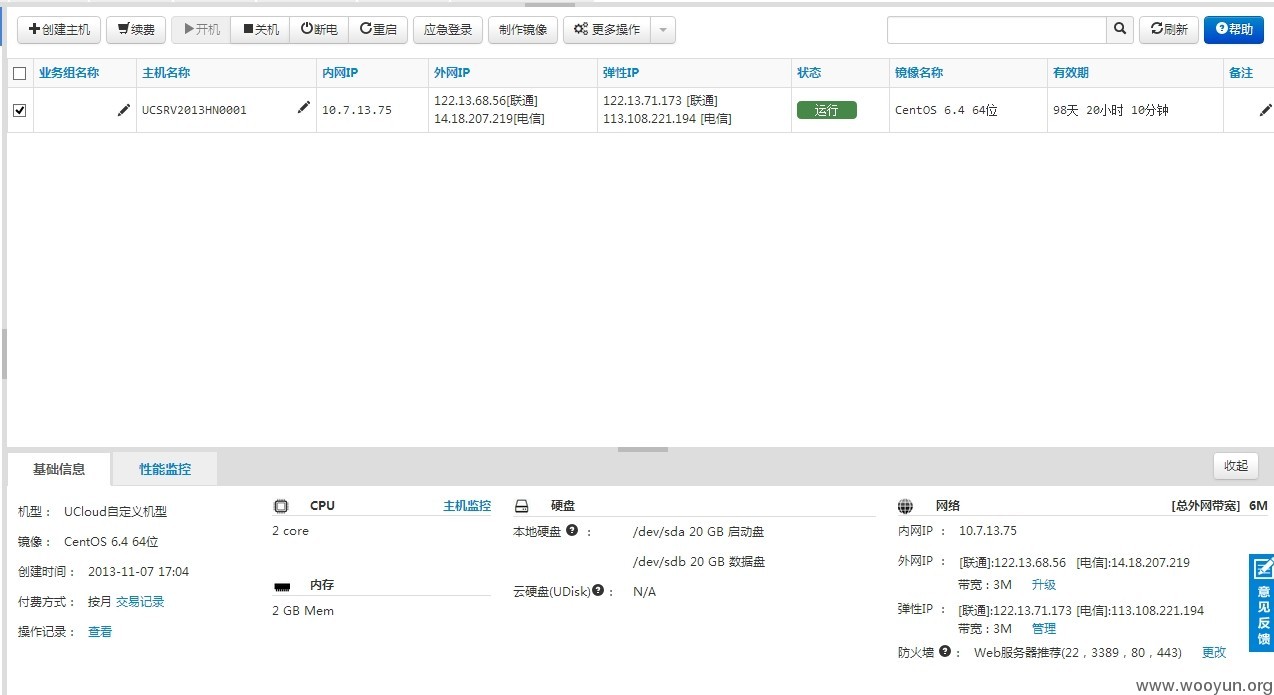 创建主机 续费 开机 关机 断电 重启 应急登录 制作镜像 更多操作 刷新 帮助
业务组名称 主机名称 内网IP 外网IP 弹性IP 状态 镜像名称 有效期 备注
UCSRV2013HN0001 10.7.13.75 122.13.68.56[联通] 122.13.71.173 [联通] 运行 CentOS 6.4 64位 98天 20小时 10分钟
14.18.207.219[电信] 113.108.221.194 [电信]
基础信息 性能监控 收起
机型： UCloud自定义机型
镜像： CentOS 6.4 64位
创建时间： 2013-11-07 17:04
付费方式： 按月 交易记录
操作记录： 查看
CPU 主机监控
2 core
内存
2 GB Mem
硬盘
本地硬盘 ： /dev/sda 20 GB 启动盘
/dev/sdb 20 GB 数据盘
云硬盘(UDisk) ： N/A
网络 [总外网带宽] 6M
内网IP ： 10.7.13.75
外网IP ： [联通]:122.13.68.56 [电信]:14.18.207.219
带宽：3M 升级
弹性IP ： [联通]:122.13.71.173 [电信]:113.108.221.194
带宽：3M 管理
防火墙 ： Web服务器推荐(22，3389，80，443) 更改
意见反馈
www.wooyun.org